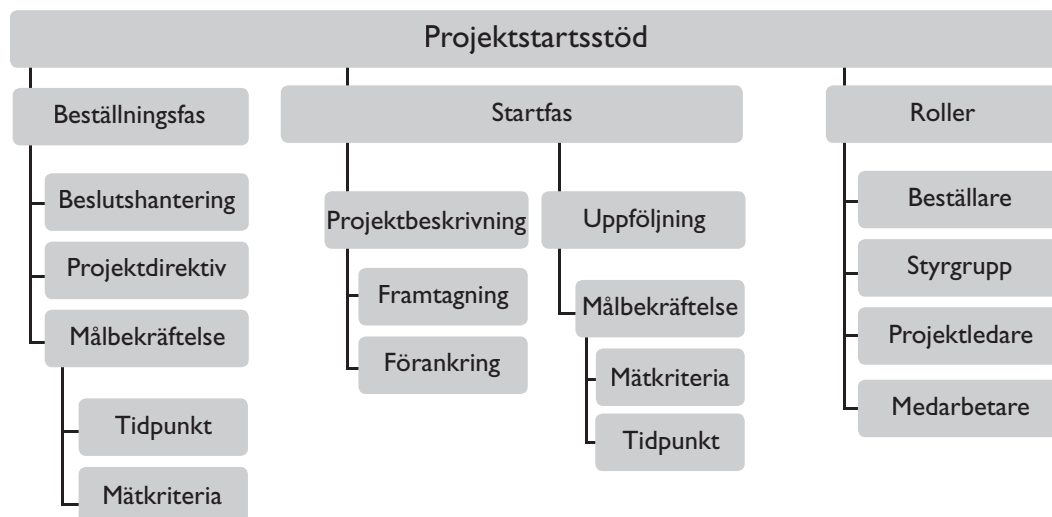 Projektstartsstöd
Beställningsfas
Beslutshantering
Projektdirektiv
Målbekräftelse
Tidpunkt
Mätkriteria
Startfas
Projektbeskrivning
Framtagning
Förankring
Uppföljning
Målbekräftelse
Mätkriteria
Tidpunkt
Roller
Beställare
Styrgrupp
Projektledare
Medarbetare